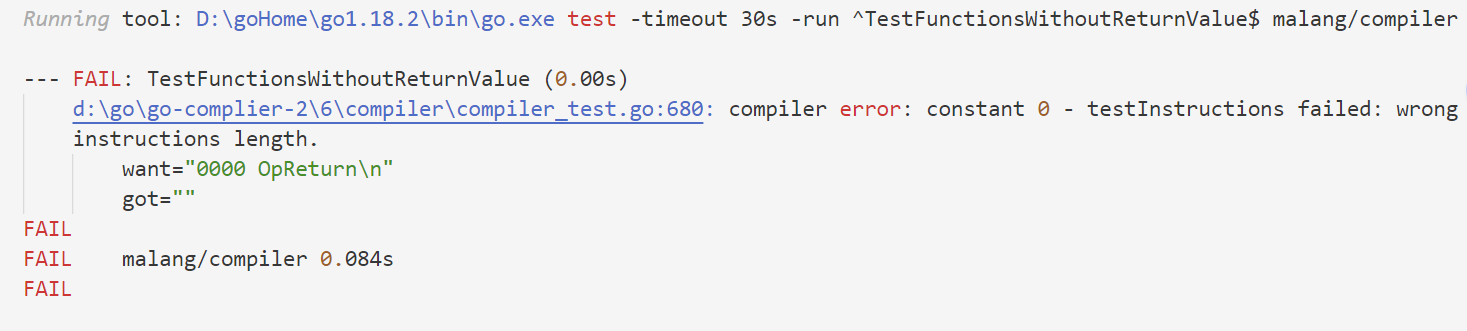 Running tool: D:\goHome\go1.18.2\bin\go.exe test -timeout 30s -run ^TestFunctionsWithoutReturnValue$ malang/compiler
--- FAIL: TestFunctionsWithoutReturnValue (0.00s)
d:\go\go-complier-2\6\compiler\compiler_test.go:680: compiler error: constant 0 - testInstructions failed: wrong
instructions length.
want="0000 OpReturn\n"
got=""
FAIL
FAIL malang/compiler 0.084s
FAIL